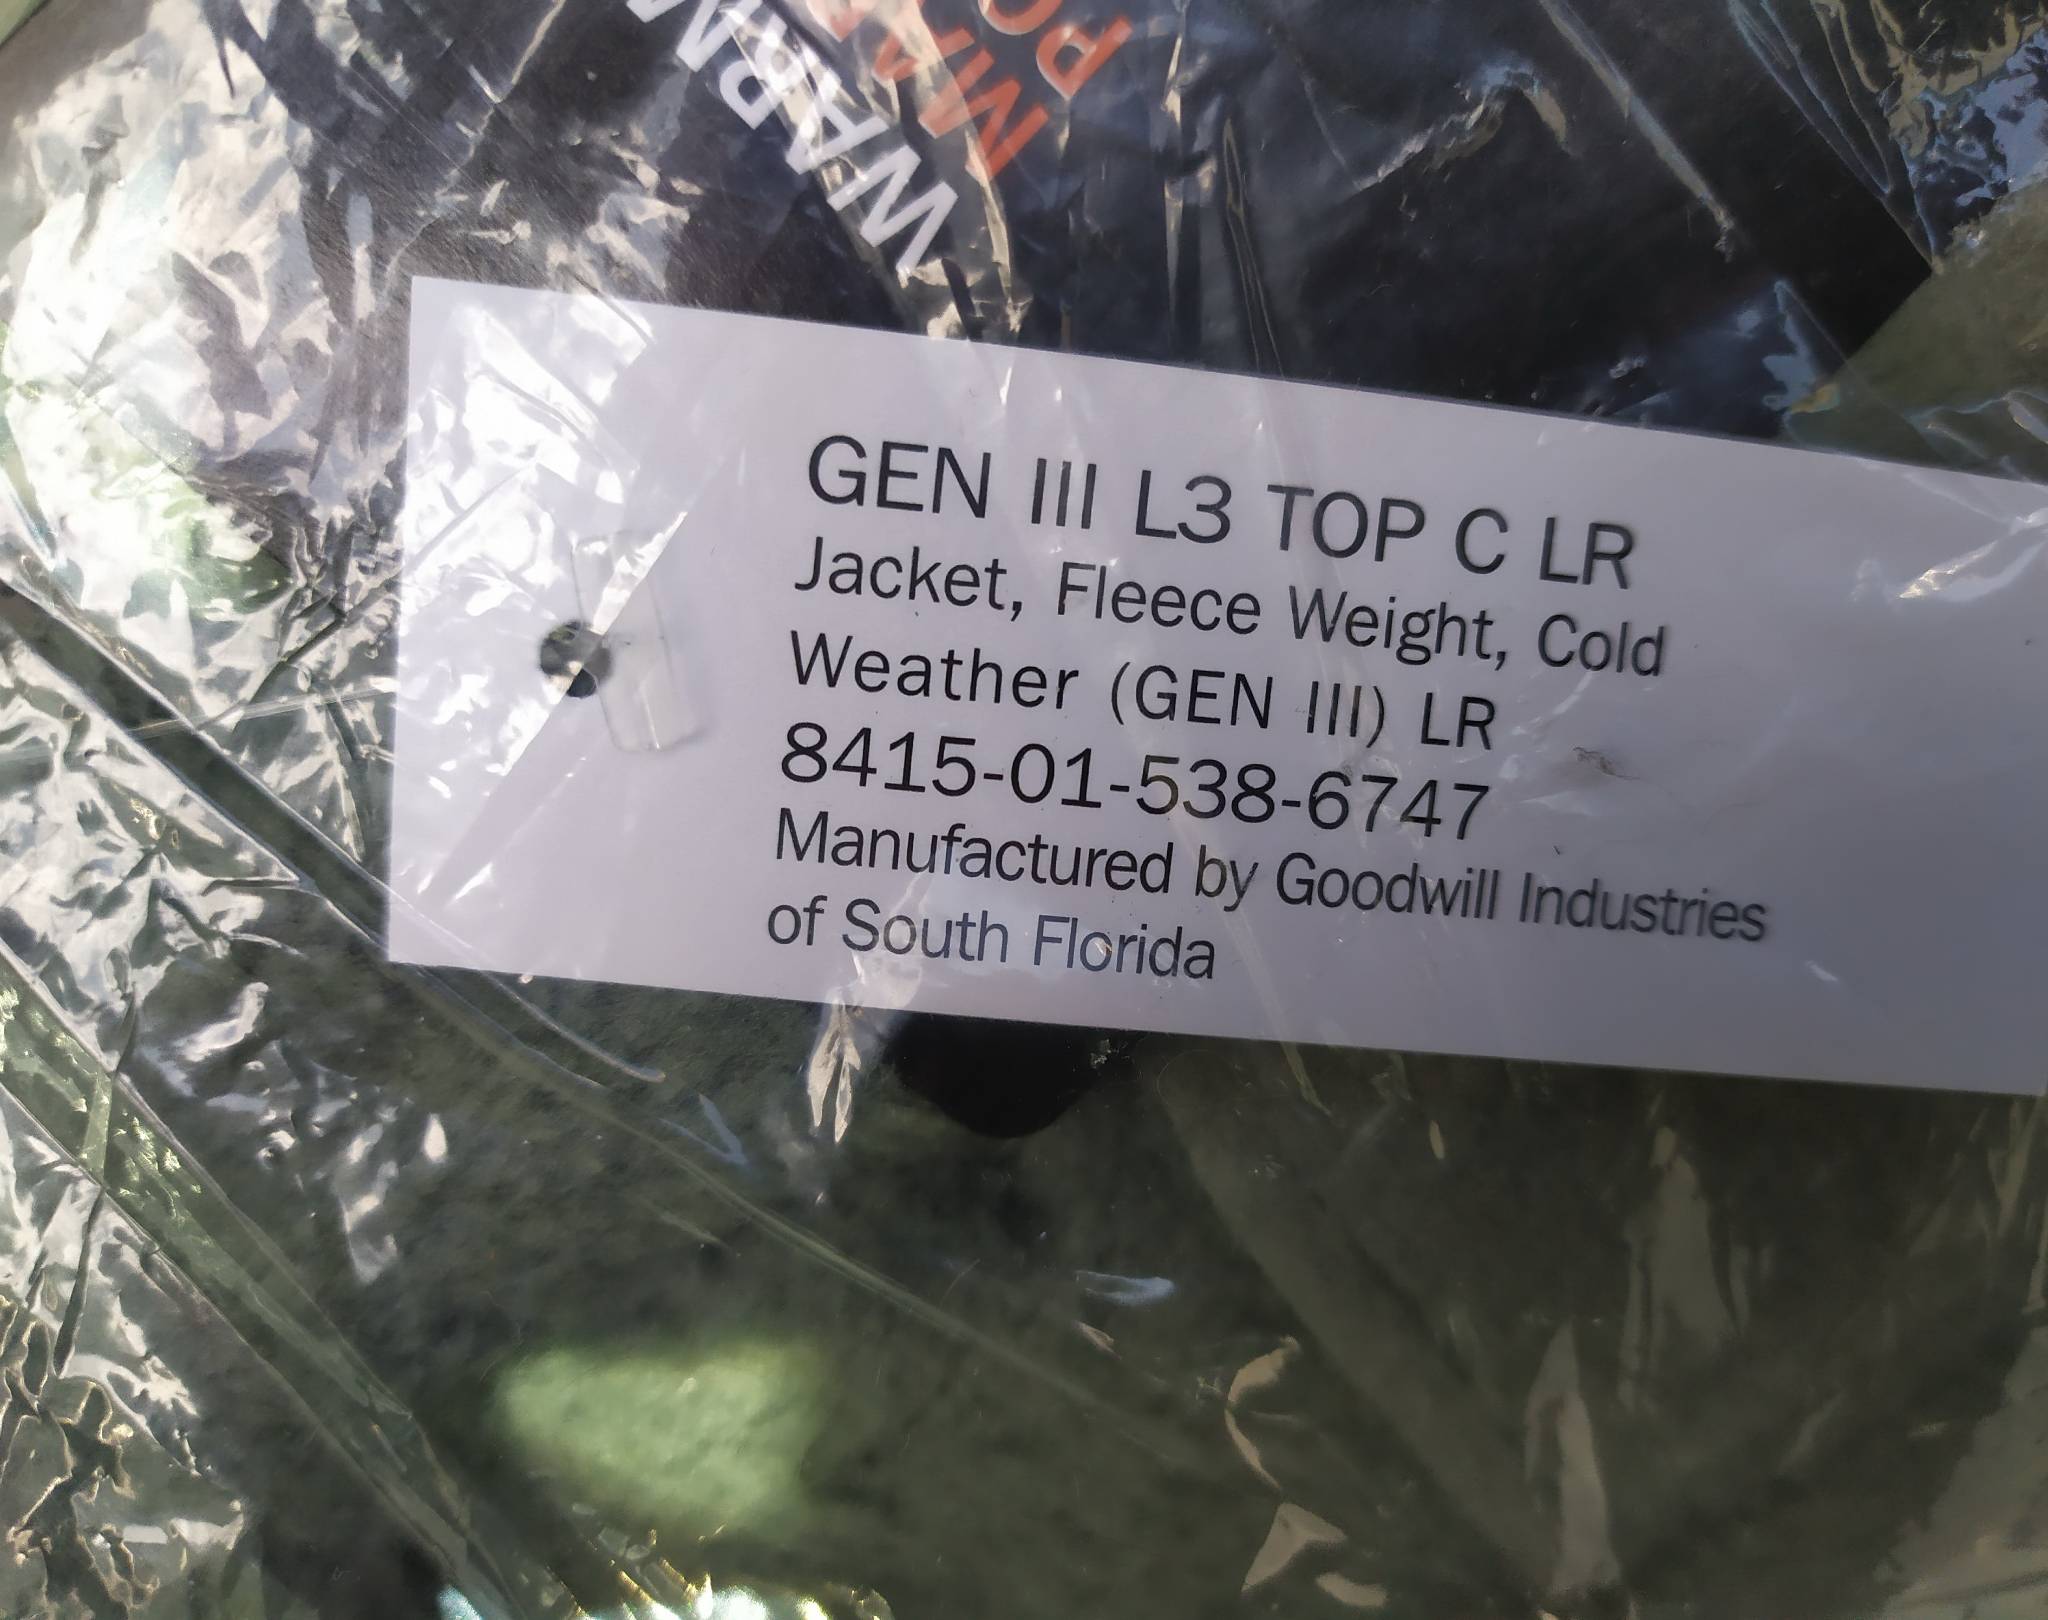 GEN III L3 TOP C LR
Jacket, Fleece Weight, Cold
Weather (GEN III) LR
8415-01-538-6747
Manufactured by Goodwill Industries
of South Florida